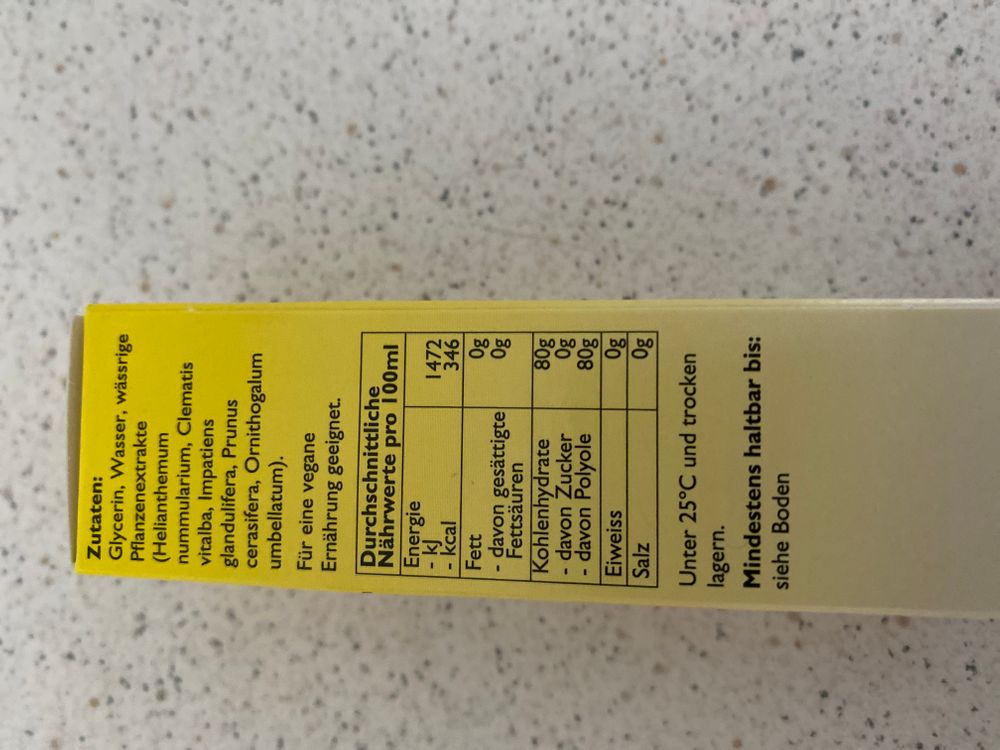 Zutaten:
Glycerin, Wasser, wässrige
Pflanzenextrakte
(Helianthemum
nummularium, Clematis
vitalba, Impatiens
glandulifera, Prunus
cerasifera, Ornithogalum
umbellatum).
Für eine vegane
Ernährung geeignet.
Durchschnittliche
Nährwerte pro 100ml
Energie
- kJ 1472
- kcal 346
Fett 0g
- davon gesättigte 0g
Fettsäuren
Kohlenhydrate 80g
- davon Zucker 0g
- davon Polyole 80g
Eiweiss 0g
Salz 0g
Unter 25°C und trocken
lagern.
Mindestens haltbar bis:
siehe Boden